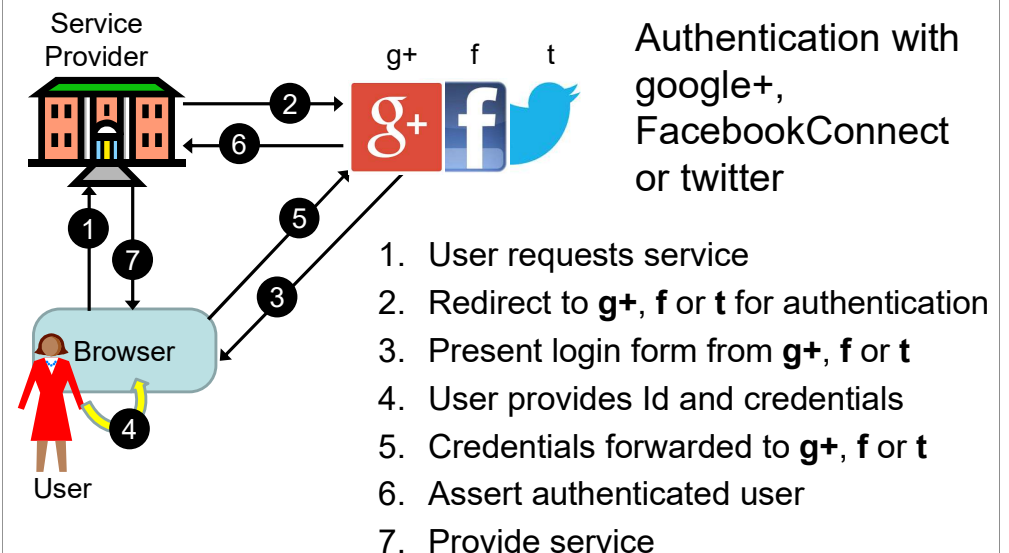 Service
Provider
g+ f t
Authentication with
google+,
FacebookConnect
or twitter
g+
f
2
6
5
1
7
3
1. User requests service
2. Redirect to g+, f or t for authentication
3. Present login form from g+, f or t
4. User provides Id and credentials
5. Credentials forwarded to g+, f or t
6. Assert authenticated user
7. Provide service
Browser
4
User